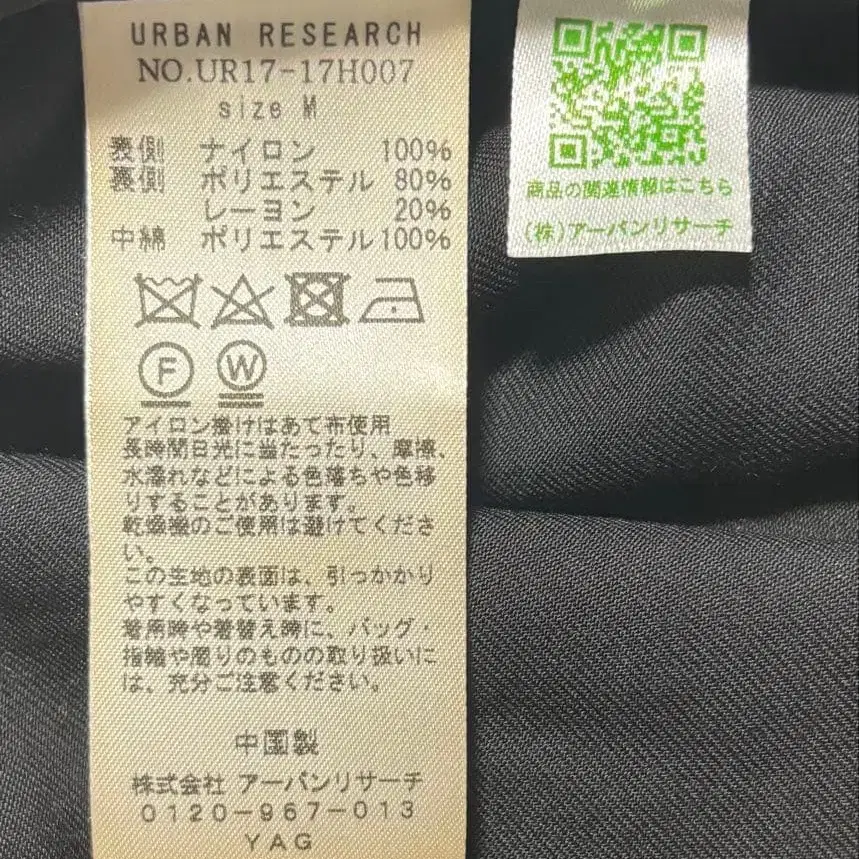 URBAN RESEARCH
NO.UR17-17H007
size M
表側 ナイロン 100%
裏側 ポリエステル 80%
レーヨン 20%
中綿 ポリエステル 100%
F W
アイロン掛けはあて布使用
長時間日光に当たったり、摩擦、
水濡れなどによる色落ちや色移
りすることがあります。
乾燥機のご使用は避けてくださ
い。
この生地の表面は、引っかかり
やすくなっています。
着用時や着替え時に、バッグ・
指輪や周りのものの取り扱いに
は、充分ご注意ください。
中国製
株式会社 アーバンリサーチ
0120-967-013
YAG
商品の関連情報はこちら
(株)アーバンリサーチ